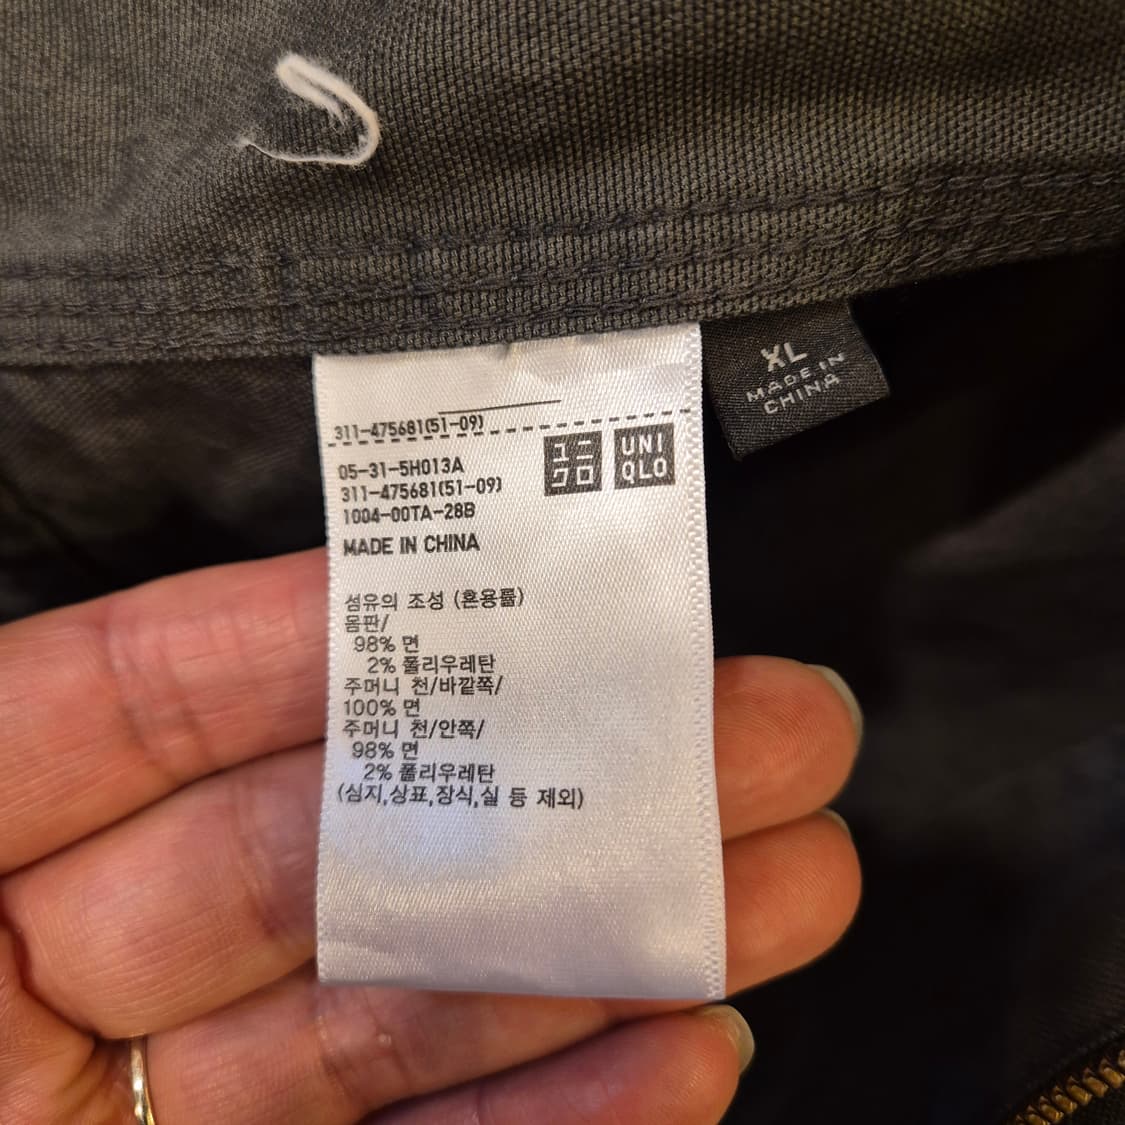 311-475681(51-09)
05-31-5H013A
311-475681(51-09)
1004-00TA-28B
ユニ
クロ
UNI
QLO
MADE IN CHINA
섬유의 조성 (혼용률)
몸판/
98% 면
2% 폴리우레탄
주머니 천/바깥쪽/
100% 면
주머니 천/안쪽/
98% 면
2% 폴리우레탄
(심지,상표,장식,실 등 제외)
XL
MADE IN
CHINA